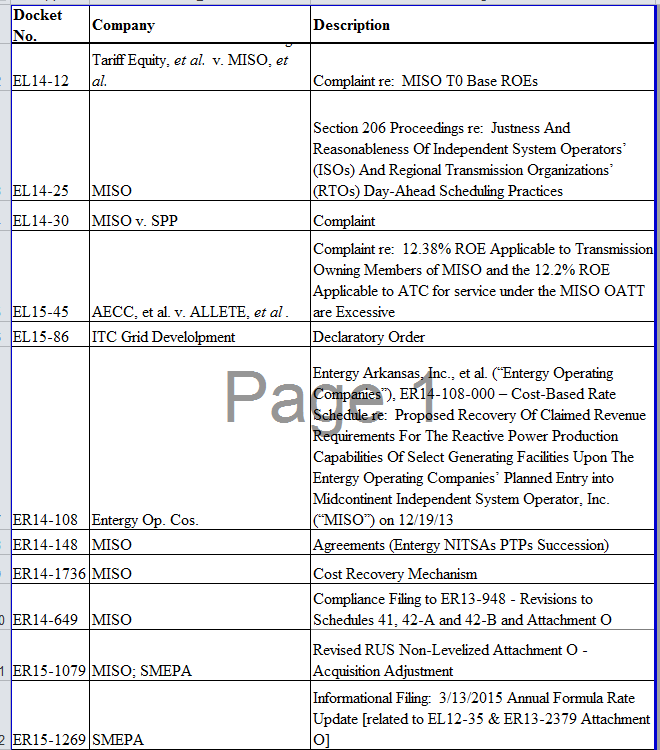 Docket No.
Company
Description
EL14-12
Tariff Equity, et al. v. MISO, et al.
Complaint re: MISO T0 Base ROEs
EL14-25
MISO
Section 206 Proceedings re: Justness And
Reasonableness Of Independent System Operators’
(ISOs) And Regional Transmission Organizations’
(RTOs) Day-Ahead Scheduling Practices
EL14-30
MISO v. SPP
Complaint
EL15-45
AECC, et al. v. ALLETE, et al.
Complaint re: 12.38% ROE Applicable to Transmission
Owning Members of MISO and the 12.2% ROE
Applicable to ATC for service under the MISO OATT
are Excessive
EL15-86
ITC Grid Develolpment
Declaratory Order
ER14-108
Entergy Op. Cos.
Entergy Arkansas, Inc., et al. (“Entergy Operating
Companies”), ER14-108-000 – Cost-Based Rate
Schedule re: Proposed Recovery Of Claimed Revenue
Requirements For The Reactive Power Production
Capabilities Of Select Generating Facilities Upon The
Entergy Operating Companies’ Planned Entry into
Midcontinent Independent System Operator, Inc.
(“MISO”) on 12/19/13
Page 1
ER14-148
MISO
Agreements (Entergy NITSAs PTPs Succession)
ER14-1736
MISO
Cost Recovery Mechanism
ER14-649
MISO
Compliance Filing to ER13-948 - Revisions to
Schedules 41, 42-A and 42-B and Attachment O
ER15-1079
MISO; SMEPA
Revised RUS Non-Levelized Attachment O -
Acquisition Adjustment
ER15-1269
SMEPA
Informational Filing: 3/13/2015 Annual Formula Rate
Update [related to EL12-35 & ER13-2379 Attachment
O]